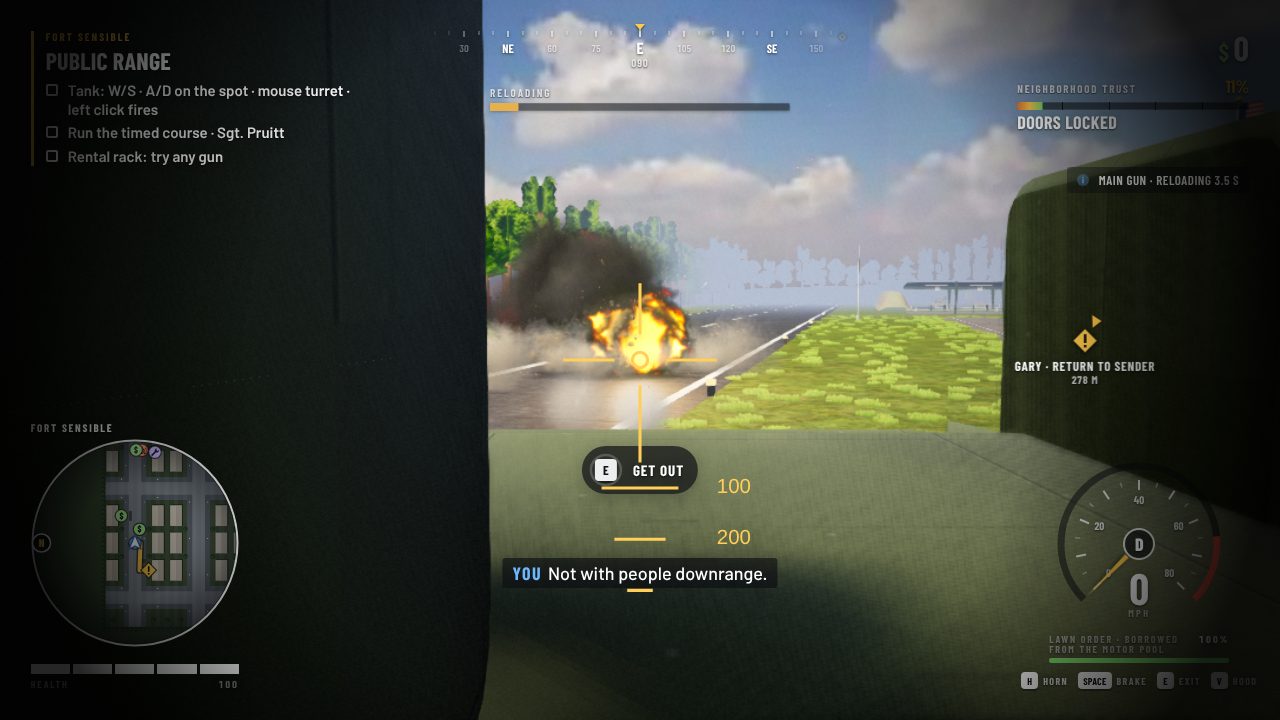 FORT SENSIBLE
PUBLIC RANGE
Tank: W/S · A/D on the spot · mouse turret ·
left click fires
Run the timed course · Sgt. Pruitt
Rental rack: try any gun
30 NE 60 75 E 105 120 SE 150
090
RELOADING
$0
NEIGHBORHOOD TRUST 11%
DOORS LOCKED
MAIN GUN · RELOADING 3.5 S
GARY · RETURN TO SENDER
278 M
E GET OUT
100
200
YOU Not with people downrange.
FORT SENSIBLE
N
HEALTH 100
0 20 40 60 80
D
0
MPH
LAWN ORDER · BORROWED 100%
FROM THE MOTOR POOL
H HORN SPACE BRAKE E EXIT V HOOD